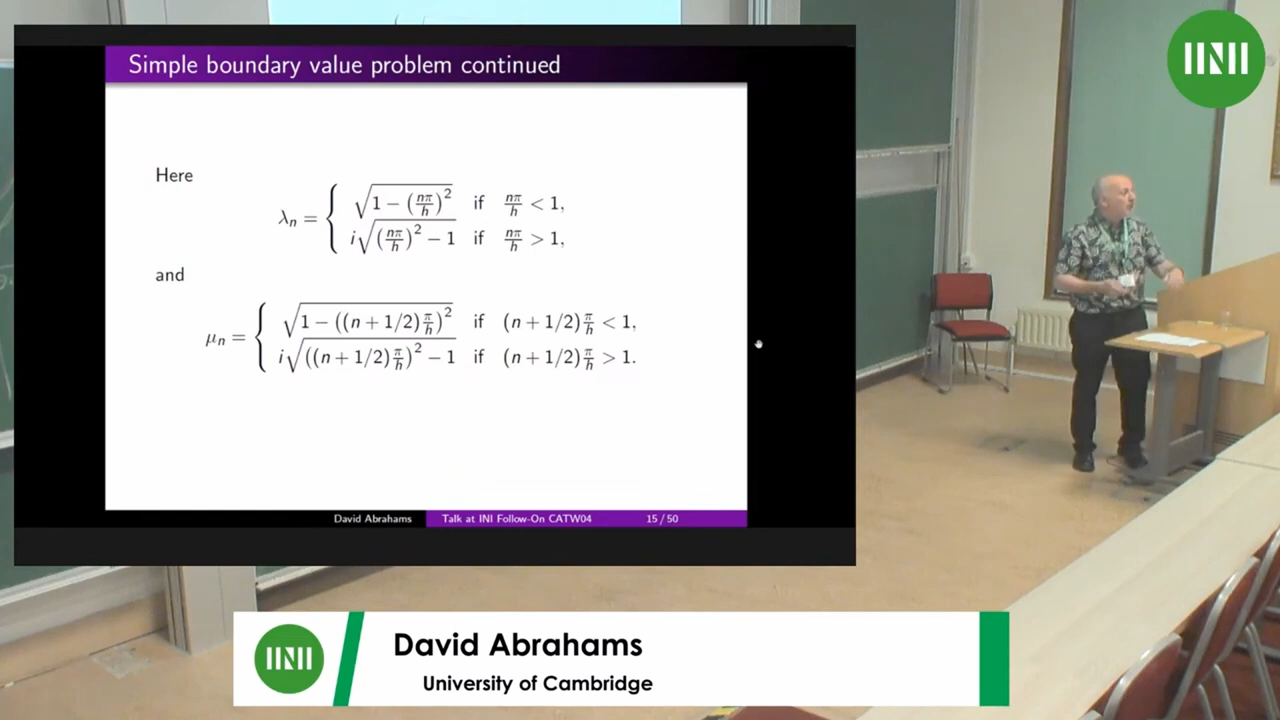 Simple boundary value problem continued
IINII
Here
λ_n = { √(1 − (nπ/h)²) if nπ/h < 1,
i√((nπ/h)² − 1) if nπ/h > 1,
and
μ_n = { √(1 − ((n + 1/2)π/h)²) if (n + 1/2)π/h < 1,
i√(((n + 1/2)π/h)² − 1) if (n + 1/2)π/h > 1.
David Abrahams Talk at INI Follow-On CATW04 15 / 50
IINII
David Abrahams
University of Cambridge